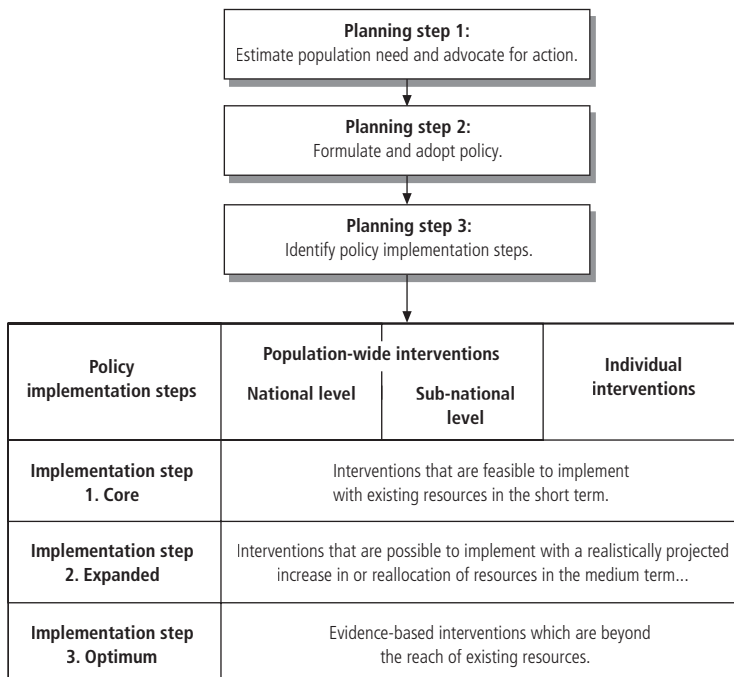 Planning step 1:
Estimate population need and advocate for action.
Planning step 2:
Formulate and adopt policy.
Planning step 3:
Identify policy implementation steps.
Policy
implementation steps
Population-wide interventions
National level
Sub-national
level
Individual
interventions
Implementation step
1. Core
Interventions that are feasible to implement
with existing resources in the short term.
Implementation step
2. Expanded
Interventions that are possible to implement with a realistically projected
increase in or reallocation of resources in the medium term...
Implementation step
3. Optimum
Evidence-based interventions which are beyond
the reach of existing resources.